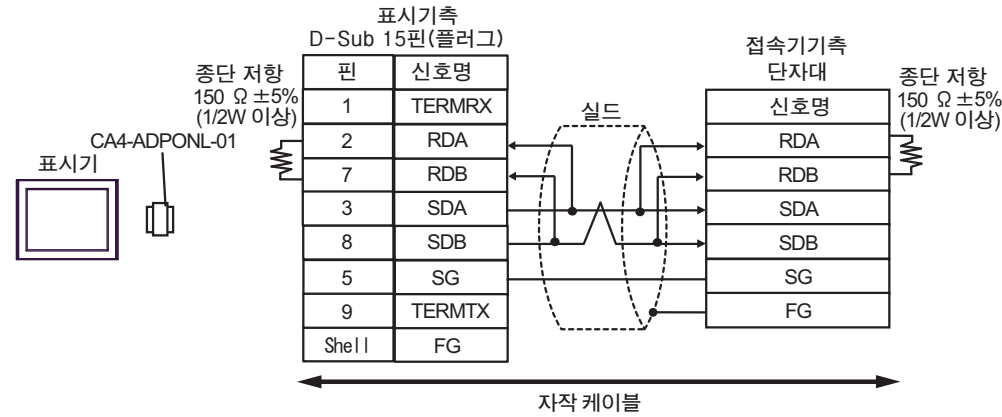 표시기측
D-Sub 15핀(플러그)
접속기기측
단자대
종단 저항
150 Ω ±5%
(1/2W 이상)
종단 저항
150 Ω ±5%
(1/2W 이상)
CA4-ADPONL-01
표시기
실드
핀 신호명
1 TERMRX
2 RDA
7 RDB
3 SDA
8 SDB
5 SG
9 TERMTX
Shell FG
신호명
RDA
RDB
SDA
SDB
SG
FG
자작 케이블